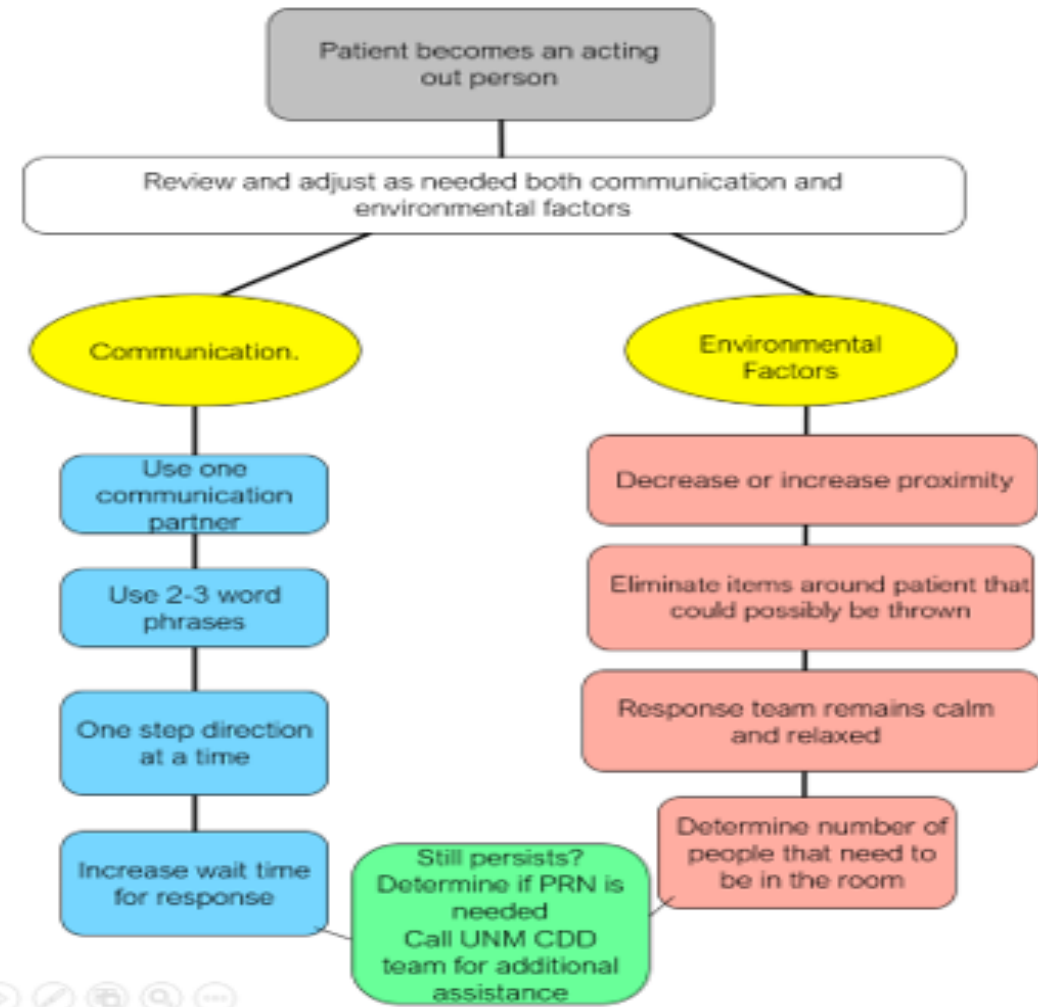 Patient becomes an acting
out person
Review and adjust as needed both communication and
environmental factors
Communication.
Use one
communication
partner
Use 2-3 word
phrases
One step direction
at a time
Increase wait time
for response
Environmental
Factors
Decrease or increase proximity
Eliminate items around patient that
could possibly be thrown
Response team remains calm
and relaxed
Determine number of
people that need to
be in the room
Still persists?
Determine if PRN is
needed
Call UNM CDD
team for additional
assistance